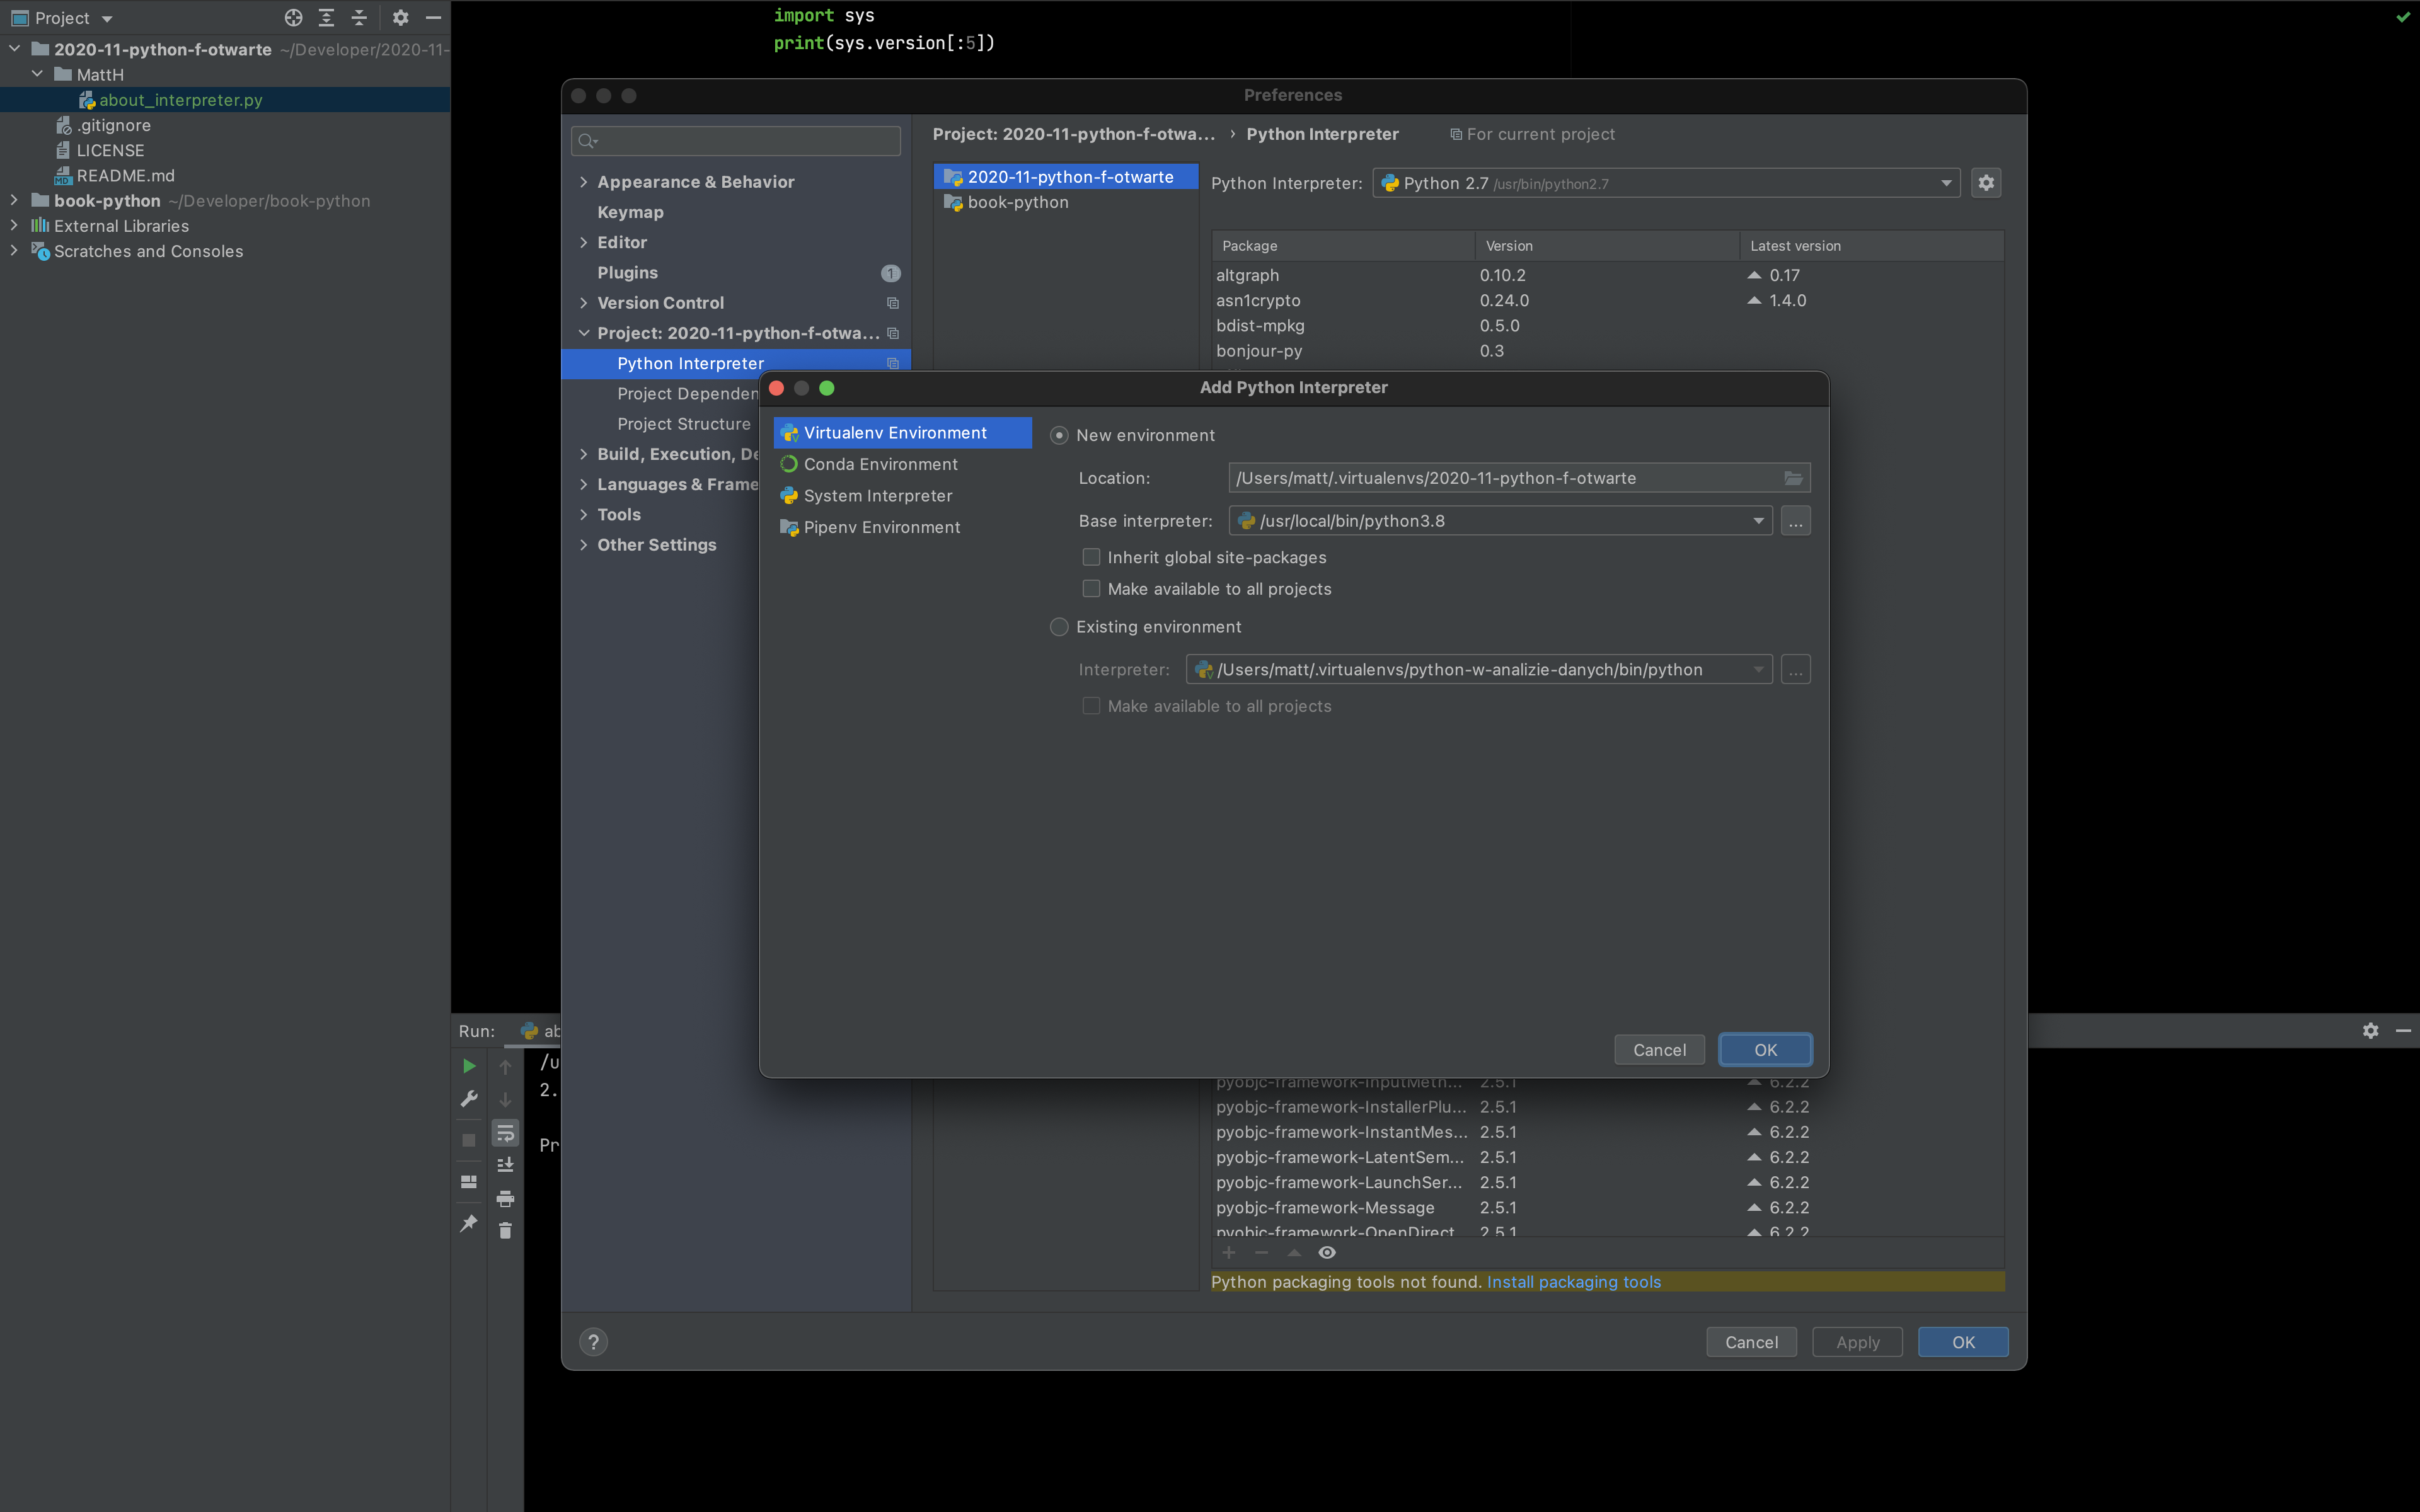 Project
import sys
print(sys.version[:5])
2020-11-python-f-otwarte ~/Developer/2020-11-
MattH
about_interpreter.py
.gitignore
LICENSE
README.md
book-python ~/Developer/book-python
External Libraries
Scratches and Consoles
Preferences
Appearance & Behavior
Keymap
Editor
Plugins 1
Version Control
Project: 2020-11-python-f-otwa...
Python Interpreter
Project Dependen
Project Structure
Build, Execution, De
Languages & Frame
Tools
Other Settings
Project: 2020-11-python-f-otwa... › Python Interpreter For current project
2020-11-python-f-otwarte
book-python
Python Interpreter: Python 2.7 /usr/bin/python2.7
Package Version Latest version
altgraph 0.10.2 0.17
asn1crypto 0.24.0 1.4.0
bdist-mpkg 0.5.0
bonjour-py 0.3
Add Python Interpreter
Virtualenv Environment
Conda Environment
System Interpreter
Pipenv Environment
New environment
Location: /Users/matt/.virtualenvs/2020-11-python-f-otwarte
Base interpreter: /usr/local/bin/python3.8 ...
Inherit global site-packages
Make available to all projects
Existing environment
Interpreter: /Users/matt/.virtualenvs/python-w-analizie-danych/bin/python ...
Make available to all projects
Cancel OK
pyobjc-framework-InputMeth... 2.5.1 6.2.2
pyobjc-framework-InstallerPlu... 2.5.1 6.2.2
pyobjc-framework-InstantMes... 2.5.1 6.2.2
pyobjc-framework-LatentSem... 2.5.1 6.2.2
pyobjc-framework-LaunchSer... 2.5.1 6.2.2
pyobjc-framework-Message 2.5.1 6.2.2
pyobjc-framework-OpenDirect 2.5.1 6.2.2
Python packaging tools not found. Install packaging tools
? Cancel Apply OK
Run: ab
/u
2.
Pr